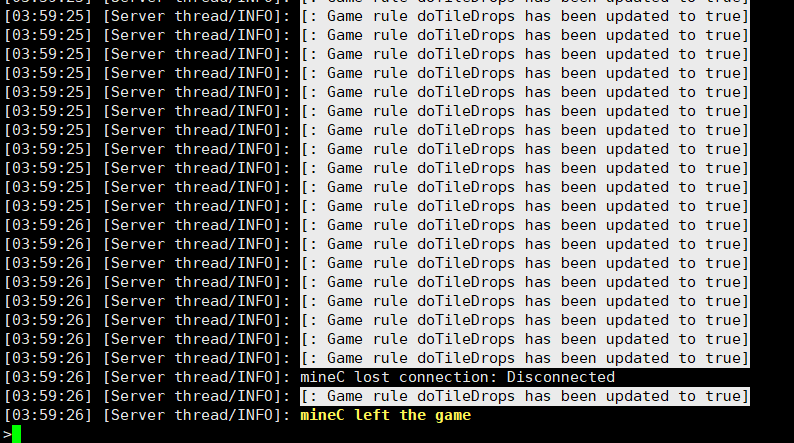 [03:59:25] [Server thread/INFO]: [: Game rule doTileDrops has been updated to true]
[03:59:25] [Server thread/INFO]: [: Game rule doTileDrops has been updated to true]
[03:59:25] [Server thread/INFO]: [: Game rule doTileDrops has been updated to true]
[03:59:25] [Server thread/INFO]: [: Game rule doTileDrops has been updated to true]
[03:59:25] [Server thread/INFO]: [: Game rule doTileDrops has been updated to true]
[03:59:25] [Server thread/INFO]: [: Game rule doTileDrops has been updated to true]
[03:59:25] [Server thread/INFO]: [: Game rule doTileDrops has been updated to true]
[03:59:25] [Server thread/INFO]: [: Game rule doTileDrops has been updated to true]
[03:59:25] [Server thread/INFO]: [: Game rule doTileDrops has been updated to true]
[03:59:25] [Server thread/INFO]: [: Game rule doTileDrops has been updated to true]
[03:59:25] [Server thread/INFO]: [: Game rule doTileDrops has been updated to true]
[03:59:26] [Server thread/INFO]: [: Game rule doTileDrops has been updated to true]
[03:59:26] [Server thread/INFO]: [: Game rule doTileDrops has been updated to true]
[03:59:26] [Server thread/INFO]: [: Game rule doTileDrops has been updated to true]
[03:59:26] [Server thread/INFO]: [: Game rule doTileDrops has been updated to true]
[03:59:26] [Server thread/INFO]: [: Game rule doTileDrops has been updated to true]
[03:59:26] [Server thread/INFO]: [: Game rule doTileDrops has been updated to true]
[03:59:26] [Server thread/INFO]: [: Game rule doTileDrops has been updated to true]
[03:59:26] [Server thread/INFO]: [: Game rule doTileDrops has been updated to true]
[03:59:26] [Server thread/INFO]: mineC lost connection: Disconnected
[03:59:26] [Server thread/INFO]: [: Game rule doTileDrops has been updated to true]
[03:59:26] [Server thread/INFO]: mineC left the game
>